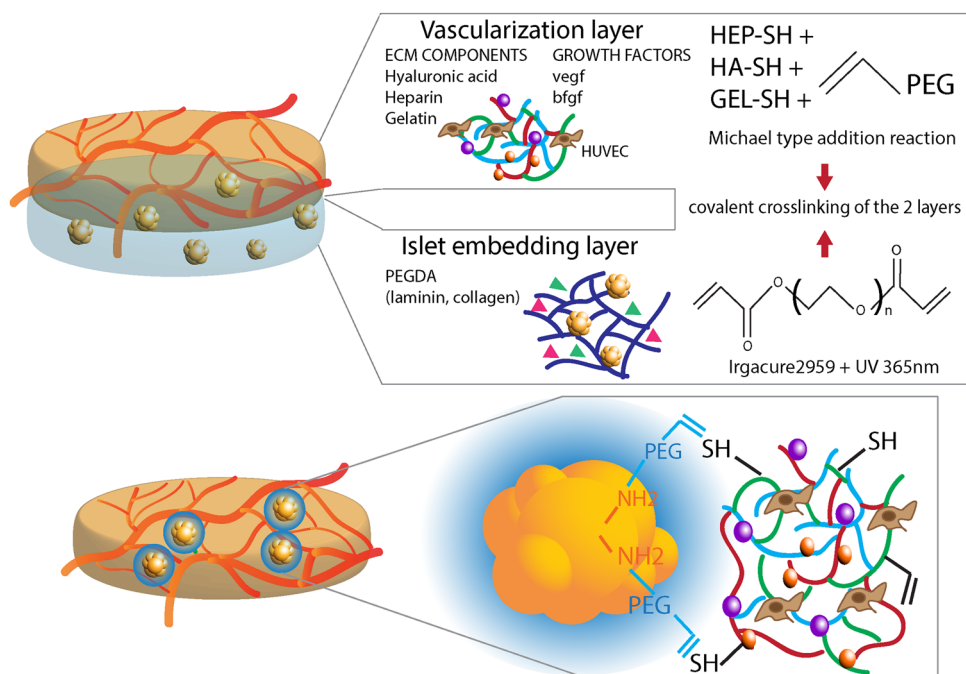 Vascularization layer
ECM COMPONENTS
Hyaluronic acid
Heparin
Gelatin
GROWTH FACTORS
vegf
bfgf
HUVEC
HEP-SH +
HA-SH +
GEL-SH +
PEG
Michael type addition reaction
covalent crosslinking of the 2 layers
Islet embedding layer
PEGDA
(laminin, collagen)
O
O
O
n
O
Irgacure2959 + UV 365nm
PEG
SH
SH
NH2
NH2
PEG
SH